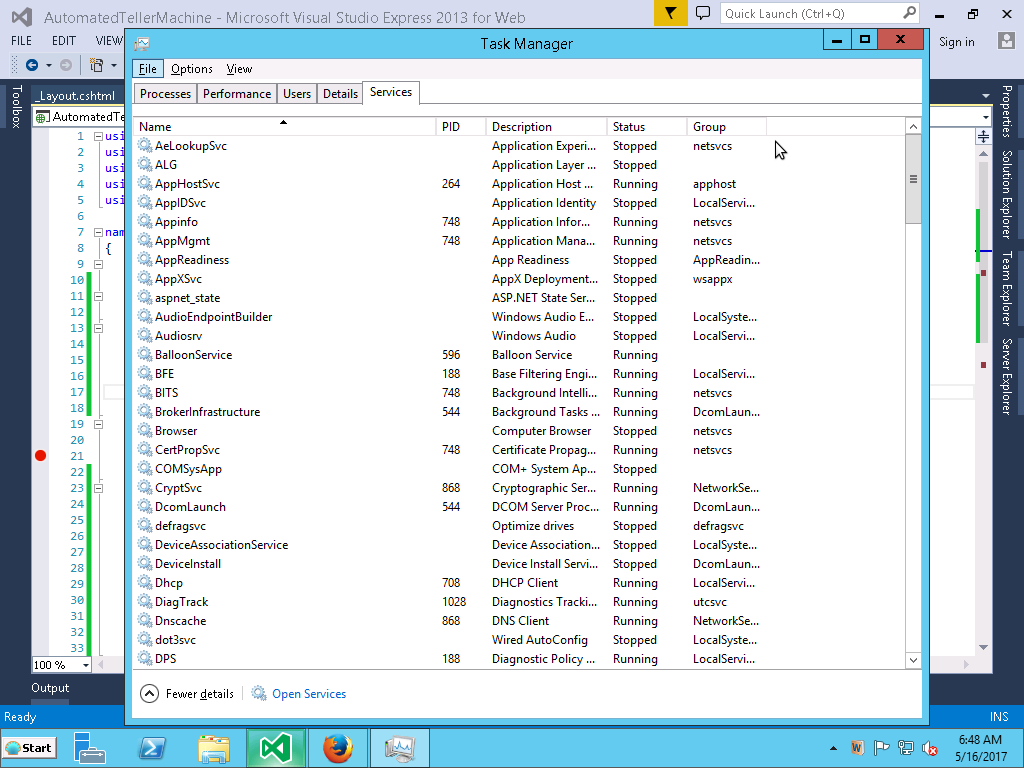 AutomatedTellerMachine - Microsoft Visual Studio Express 2013 for Web
Quick Launch (Ctrl+Q)
FILE EDIT VIEW
Sign in
Task Manager
File Options View
Processes Performance Users Details Services
Name PID Description Status Group
AeLookupSvc Application Experi... Stopped netsvcs
ALG Application Layer ... Stopped
AppHostSvc 264 Application Host ... Running apphost
AppIDSvc Application Identity Stopped LocalServi...
Appinfo 748 Application Infor... Running netsvcs
AppMgmt 748 Application Mana... Running netsvcs
AppReadiness App Readiness Stopped AppReadin...
AppXSvc AppX Deployment... Stopped wsappx
aspnet_state ASP.NET State Ser... Stopped
AudioEndpointBuilder Windows Audio E... Stopped LocalSyste...
Audiosrv Windows Audio Stopped LocalServi...
BalloonService 596 Balloon Service Running
BFE 188 Base Filtering Engi... Running LocalServi...
BITS 748 Background Intelli... Running netsvcs
BrokerInfrastructure 544 Background Tasks ... Running DcomLaun...
Browser Computer Browser Stopped netsvcs
CertPropSvc 748 Certificate Propag... Running netsvcs
COMSysApp COM+ System Ap... Stopped
CryptSvc 868 Cryptographic Ser... Running NetworkSe...
DcomLaunch 544 DCOM Server Proc... Running DcomLaun...
defragsvc Optimize drives Stopped defragsvc
DeviceAssociationService Device Association... Stopped LocalSyste...
DeviceInstall Device Install Servi... Stopped DcomLaun...
Dhcp 708 DHCP Client Running LocalServi...
DiagTrack 1028 Diagnostics Tracki... Running utcsvc
Dnscache 868 DNS Client Running NetworkSe...
dot3svc Wired AutoConfig Stopped LocalSyste...
DPS 188 Diagnostic Policy ... Running LocalServi...
Fewer details Open Services
Toolbox
_Layout.cshtml
AutomatedTe
1 usi
2 usi
3 usi
4 usi
5 usi
6
7 nam
8 {
9
10
11
12
13
14
15
16
17
18
19
20
21
22
23
24
25
26
27
28
29
30
31
32
33
100 %
Properties
Solution Explorer
Team Explorer
Server Explorer
Output
Ready INS
Start
6:48 AM
5/16/2017